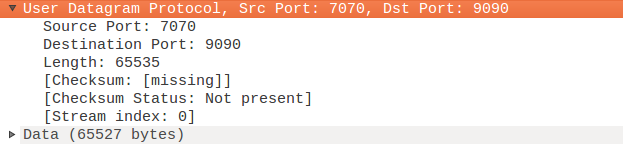 User Datagram Protocol, Src Port: 7070, Dst Port: 9090
Source Port: 7070
Destination Port: 9090
Length: 65535
[Checksum: [missing]]
[Checksum Status: Not present]
[Stream index: 0]
Data (65527 bytes)